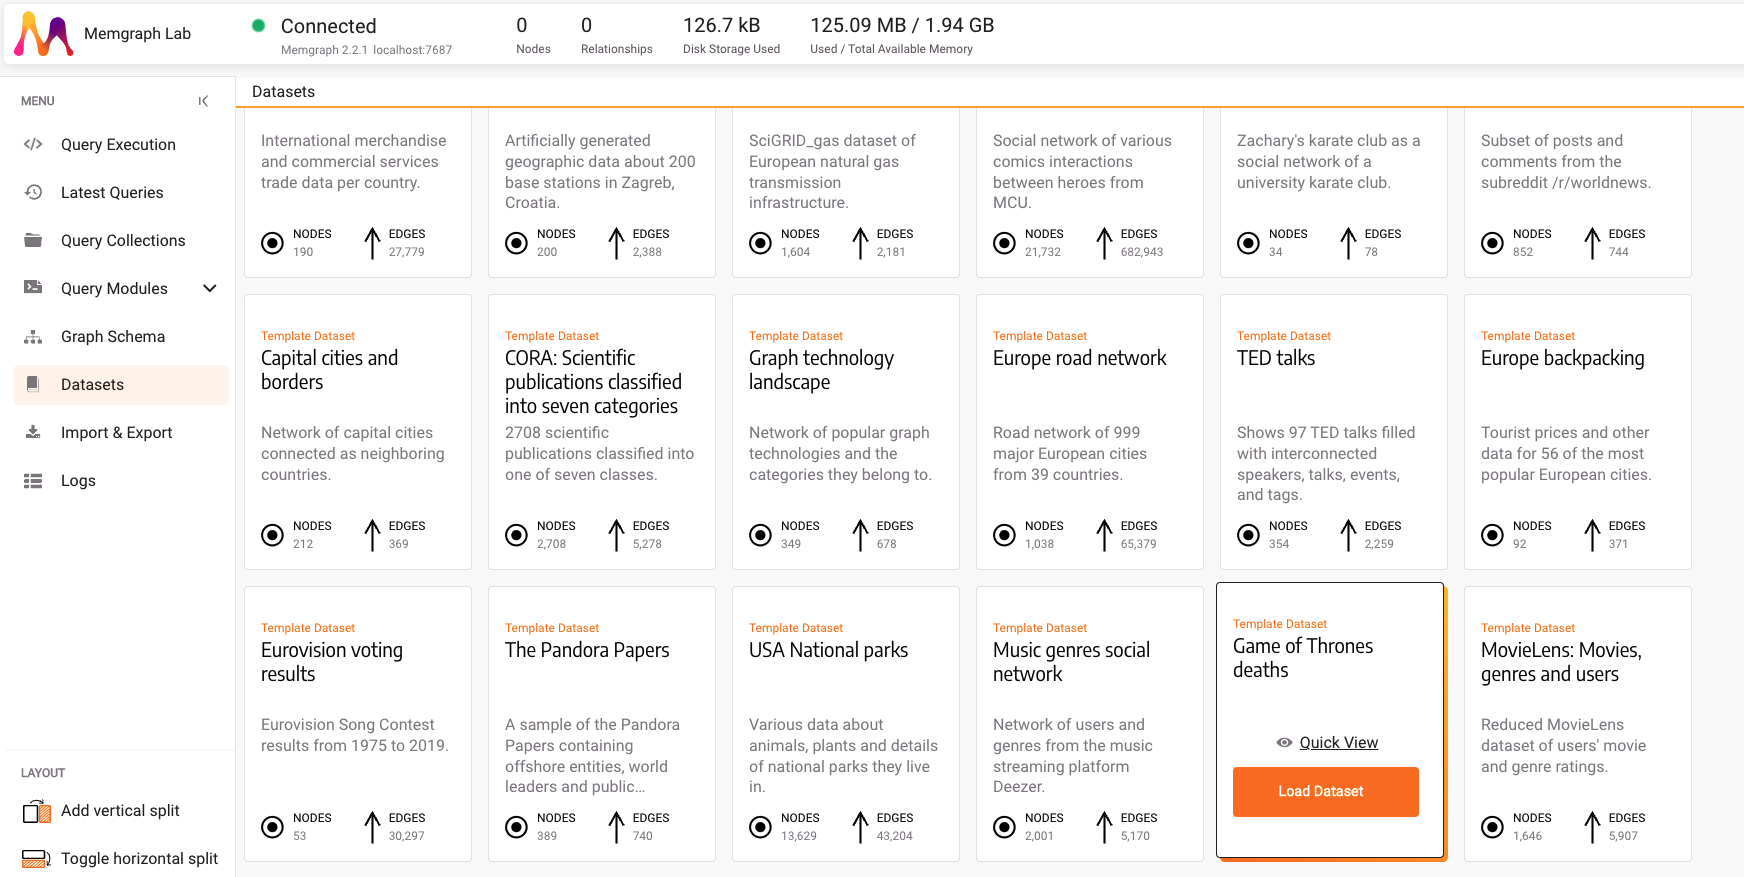 Memgraph Lab
Connected
Memgraph 2.2.1 localhost:7687
0
Nodes
0
Relationships
126.7 kB
Disk Storage Used
125.09 MB / 1.94 GB
Used / Total Available Memory
MENU
Query Execution
Latest Queries
Query Collections
Query Modules
Graph Schema
Datasets
Import & Export
Logs
LAYOUT
Add vertical split
Toggle horizontal split
Datasets
International merchandise
and commercial services
trade data per country.
NODES
190
EDGES
27,779
Artificially generated
geographic data about 200
base stations in Zagreb,
Croatia.
NODES
200
EDGES
2,388
SciGRID_gas dataset of
European natural gas
transmission
infrastructure.
NODES
1,604
EDGES
2,181
Social network of various
comics interactions
between heroes from
MCU.
NODES
21,732
EDGES
682,943
Zachary's karate club as a
social network of a
university karate club.
NODES
34
EDGES
78
Subset of posts and
comments from the
subreddit /r/worldnews.
NODES
852
EDGES
744
Template Dataset
Capital cities and
borders
Network of capital cities
connected as neighboring
countries.
NODES
212
EDGES
369
Template Dataset
CORA: Scientific
publications classified
into seven categories
2708 scientific
publications classified into
one of seven classes.
NODES
2,708
EDGES
5,278
Template Dataset
Graph technology
landscape
Network of popular graph
technologies and the
categories they belong to.
NODES
349
EDGES
678
Template Dataset
Europe road network
Road network of 999
major European cities
from 39 countries.
NODES
1,038
EDGES
65,379
Template Dataset
TED talks
Shows 97 TED talks filled
with interconnected
speakers, talks, events,
and tags.
NODES
354
EDGES
2,259
Template Dataset
Europe backpacking
Tourist prices and other
data for 56 of the most
popular European cities.
NODES
92
EDGES
371
Template Dataset
Eurovision voting
results
Eurovision Song Contest
results from 1975 to 2019.
NODES
53
EDGES
30,297
Template Dataset
The Pandora Papers
A sample of the Pandora
Papers containing
offshore entities, world
leaders and public...
NODES
389
EDGES
740
Template Dataset
USA National parks
Various data about
animals, plants and details
of national parks they live
in.
NODES
13,629
EDGES
43,204
Template Dataset
Music genres social
network
Network of users and
genres from the music
streaming platform
Deezer.
NODES
2,001
EDGES
5,170
Template Dataset
Game of Thrones
deaths
Quick View
Load Dataset
Template Dataset
MovieLens: Movies,
genres and users
Reduced MovieLens
dataset of users' movie
and genre ratings.
NODES
1,646
EDGES
5,907